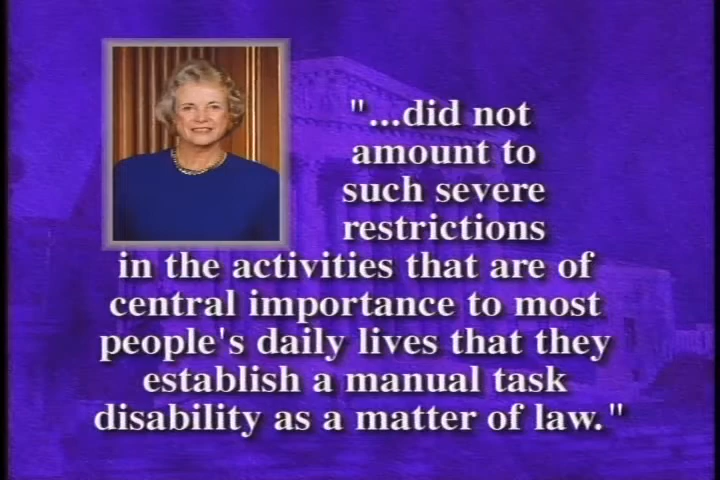 "...did not
amount to
such severe
restrictions
in the activities that are of
central importance to most
people's daily lives that they
establish a manual task
disability as a matter of law."